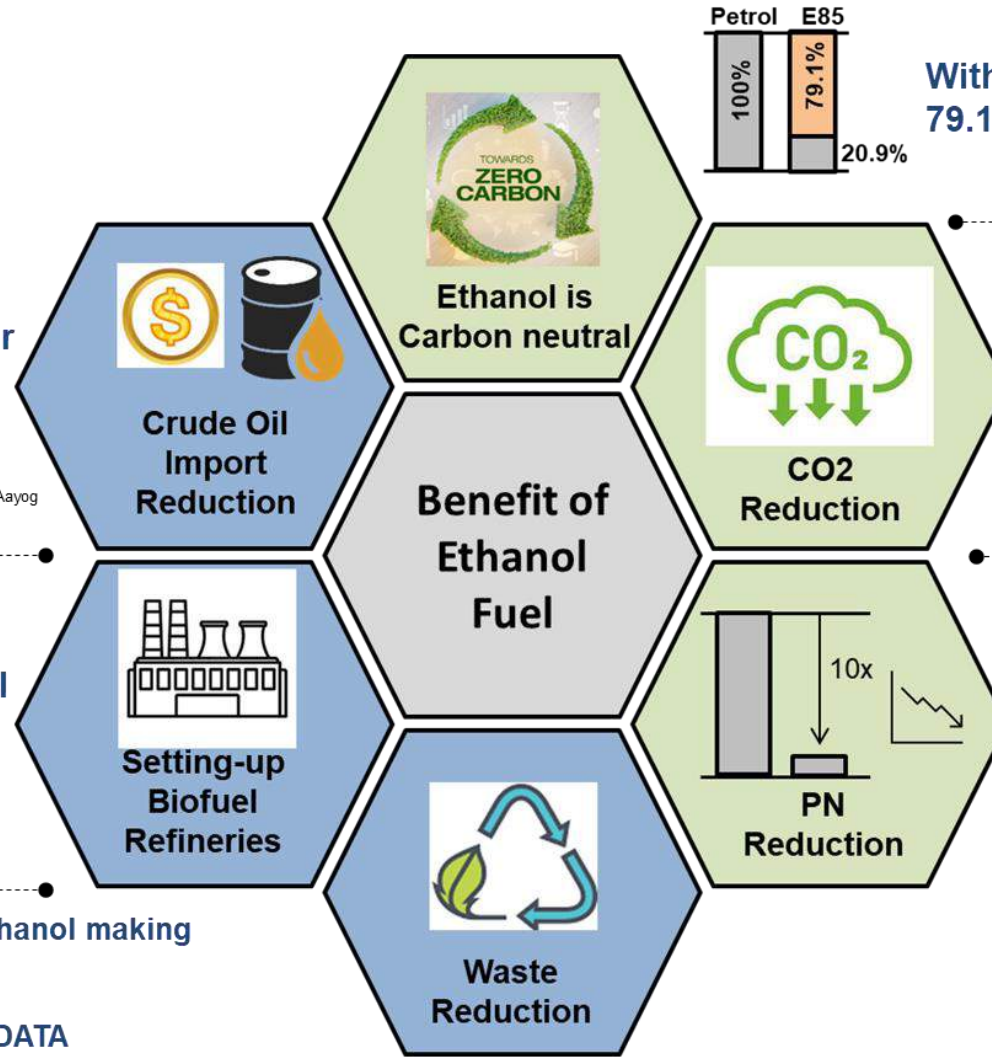 Petrol E85
100%
79.1%
20.9%
With
79.1
TOWARDS
ZERO
CARBON
Ethanol is
Carbon neutral
r
$
Crude Oil
Import
Reduction
Aayog
CO₂
CO2
Reduction
Benefit of
Ethanol
Fuel
l
Setting-up
Biofuel
Refineries
10x
PN
Reduction
hanol making
Waste
Reduction
DATA